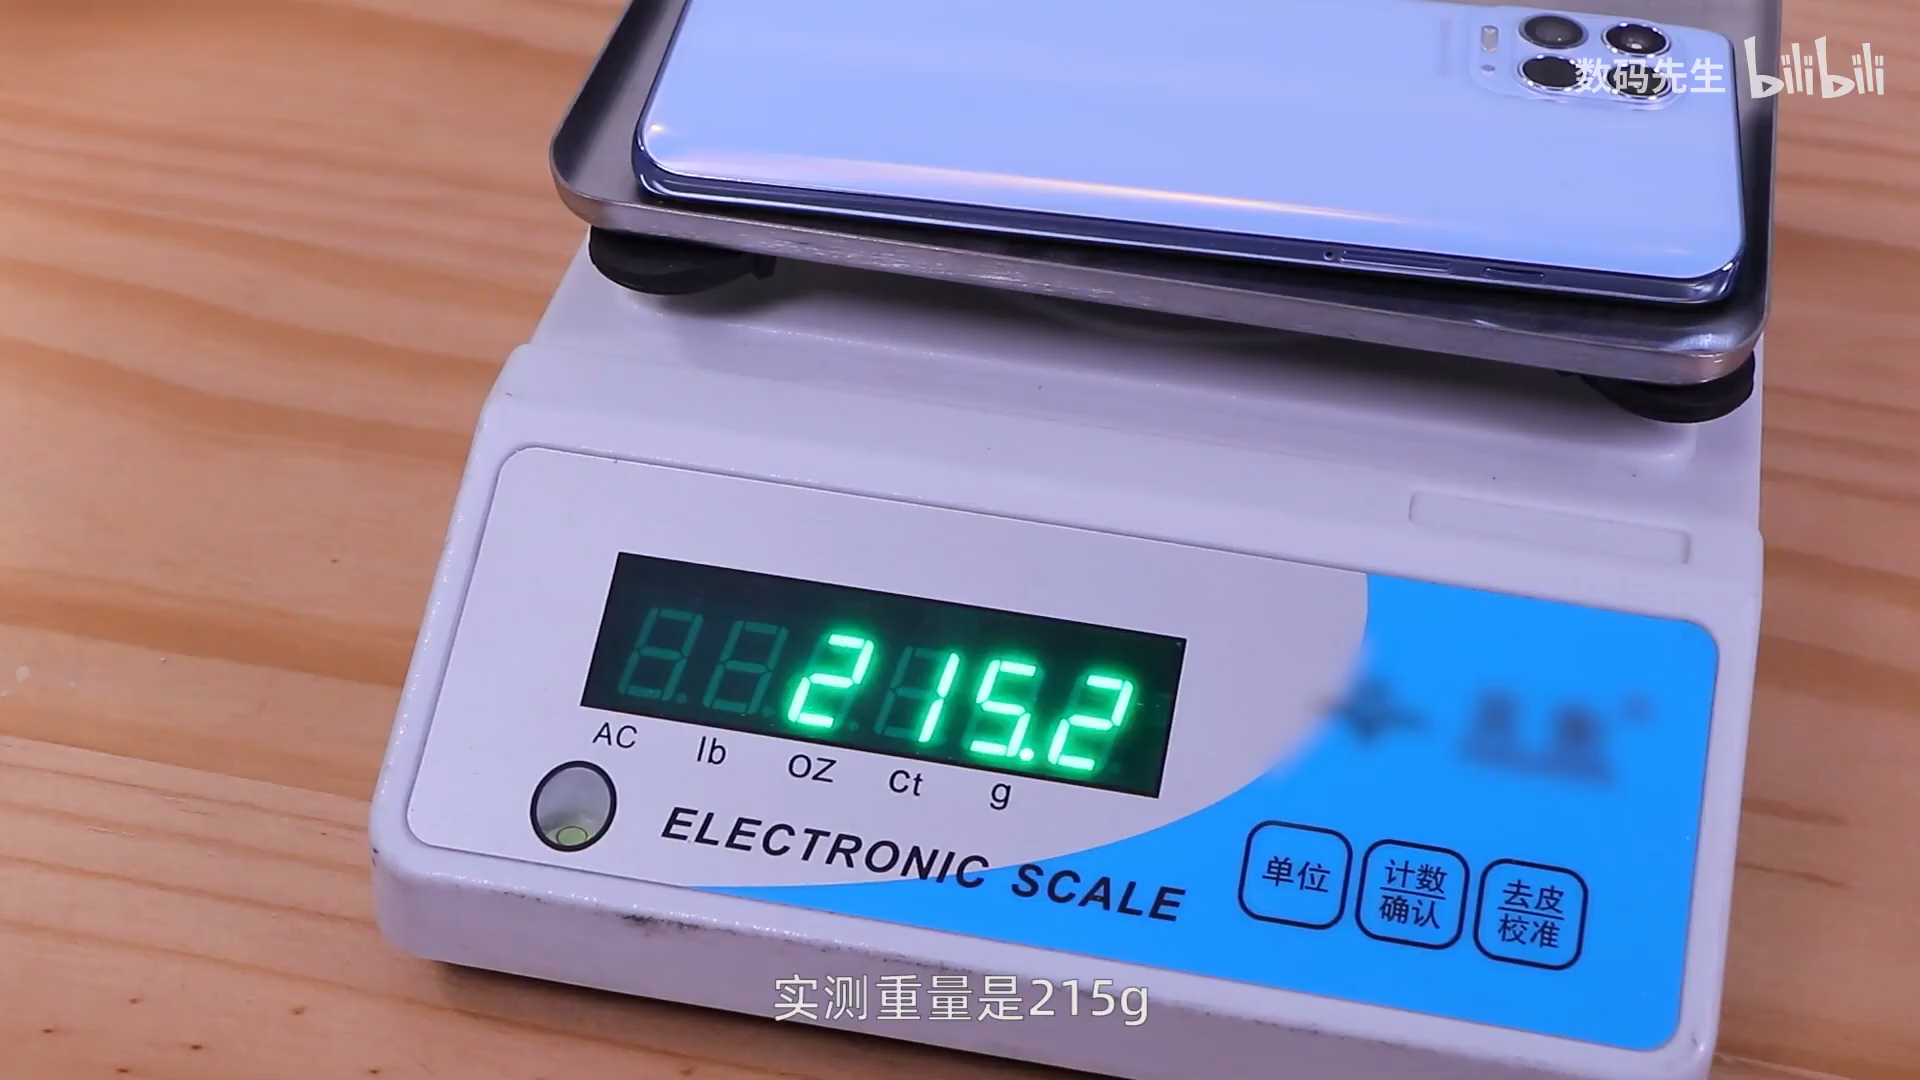 数码先生 bilibili
215.2
AC lb OZ Ct g
ELECTRONIC SCALE
单位
计数
确认
去皮
校准
实测重量是215g